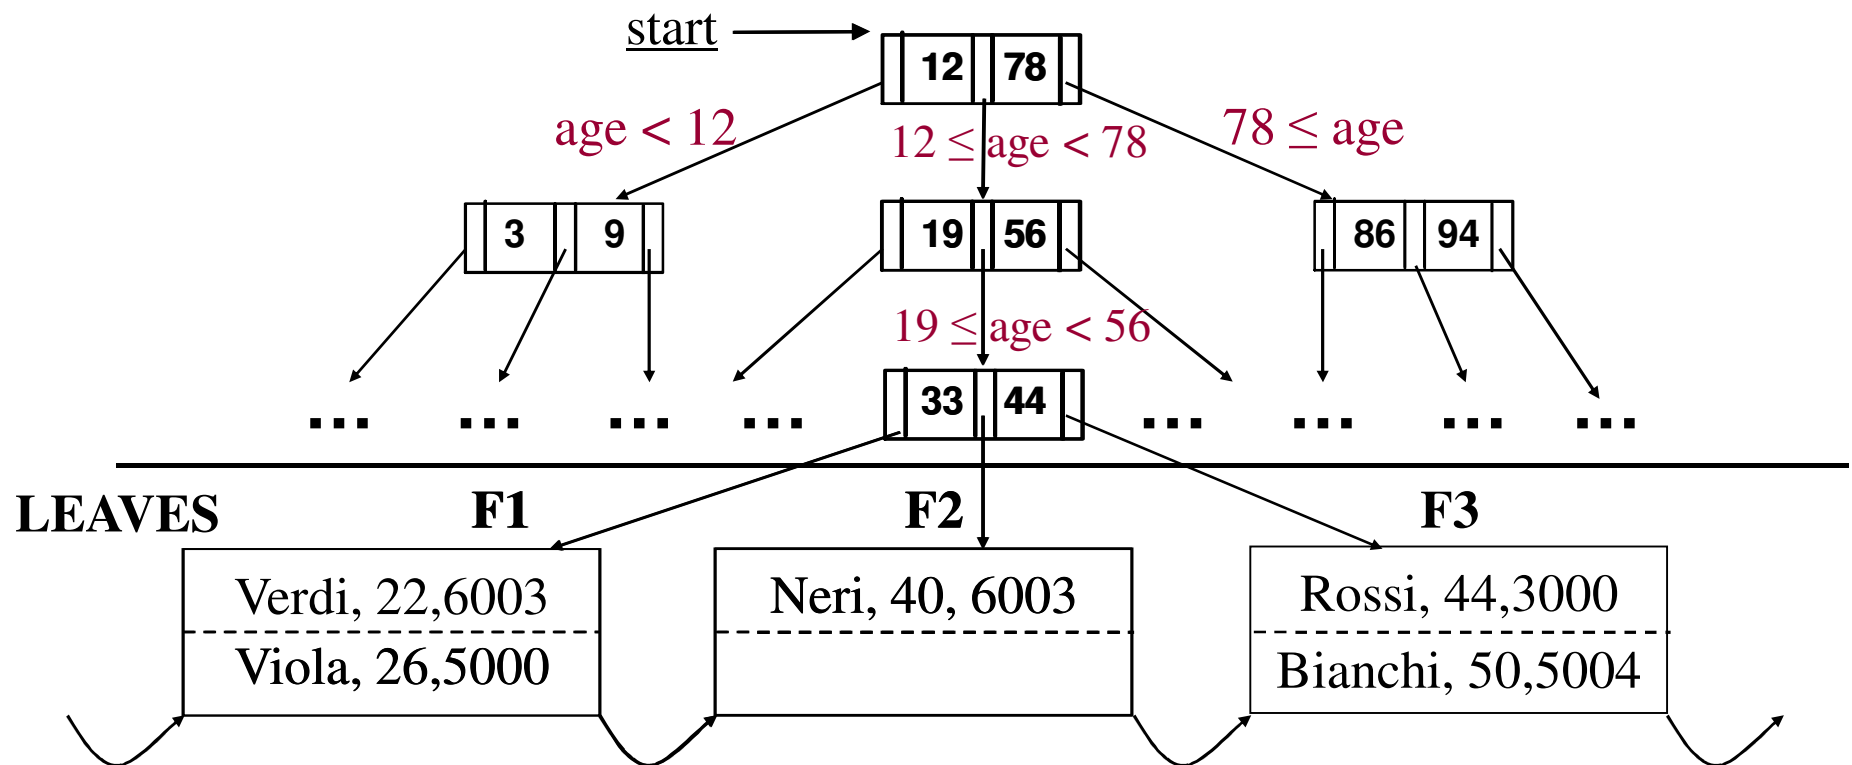 start
12 78
age < 12
12 ≤ age < 78
78 ≤ age
3 9
19 56
86 94
19 ≤ age < 56
33 44
... ... ... ... ... ... ... ...
LEAVES
F1
F2
F3
Verdi, 22,6003
Viola, 26,5000
Neri, 40, 6003
Rossi, 44,3000
Bianchi, 50,5004